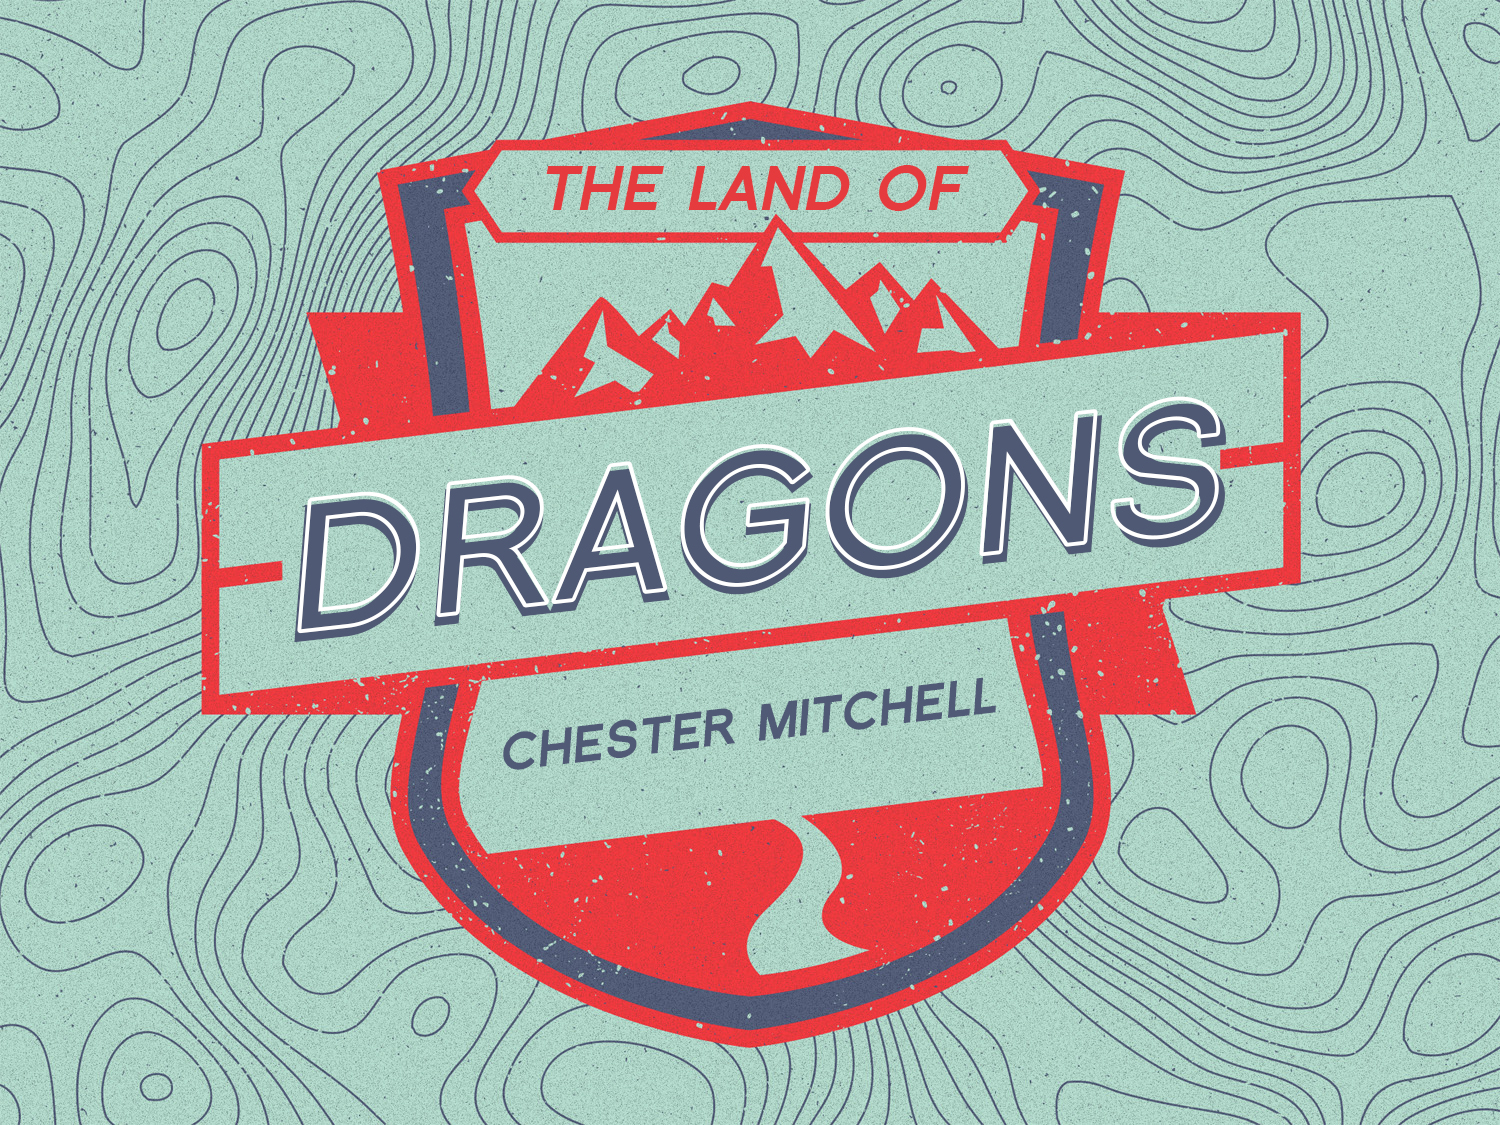 THE LAND OF
DRAGONS
CHESTER MITCHELL